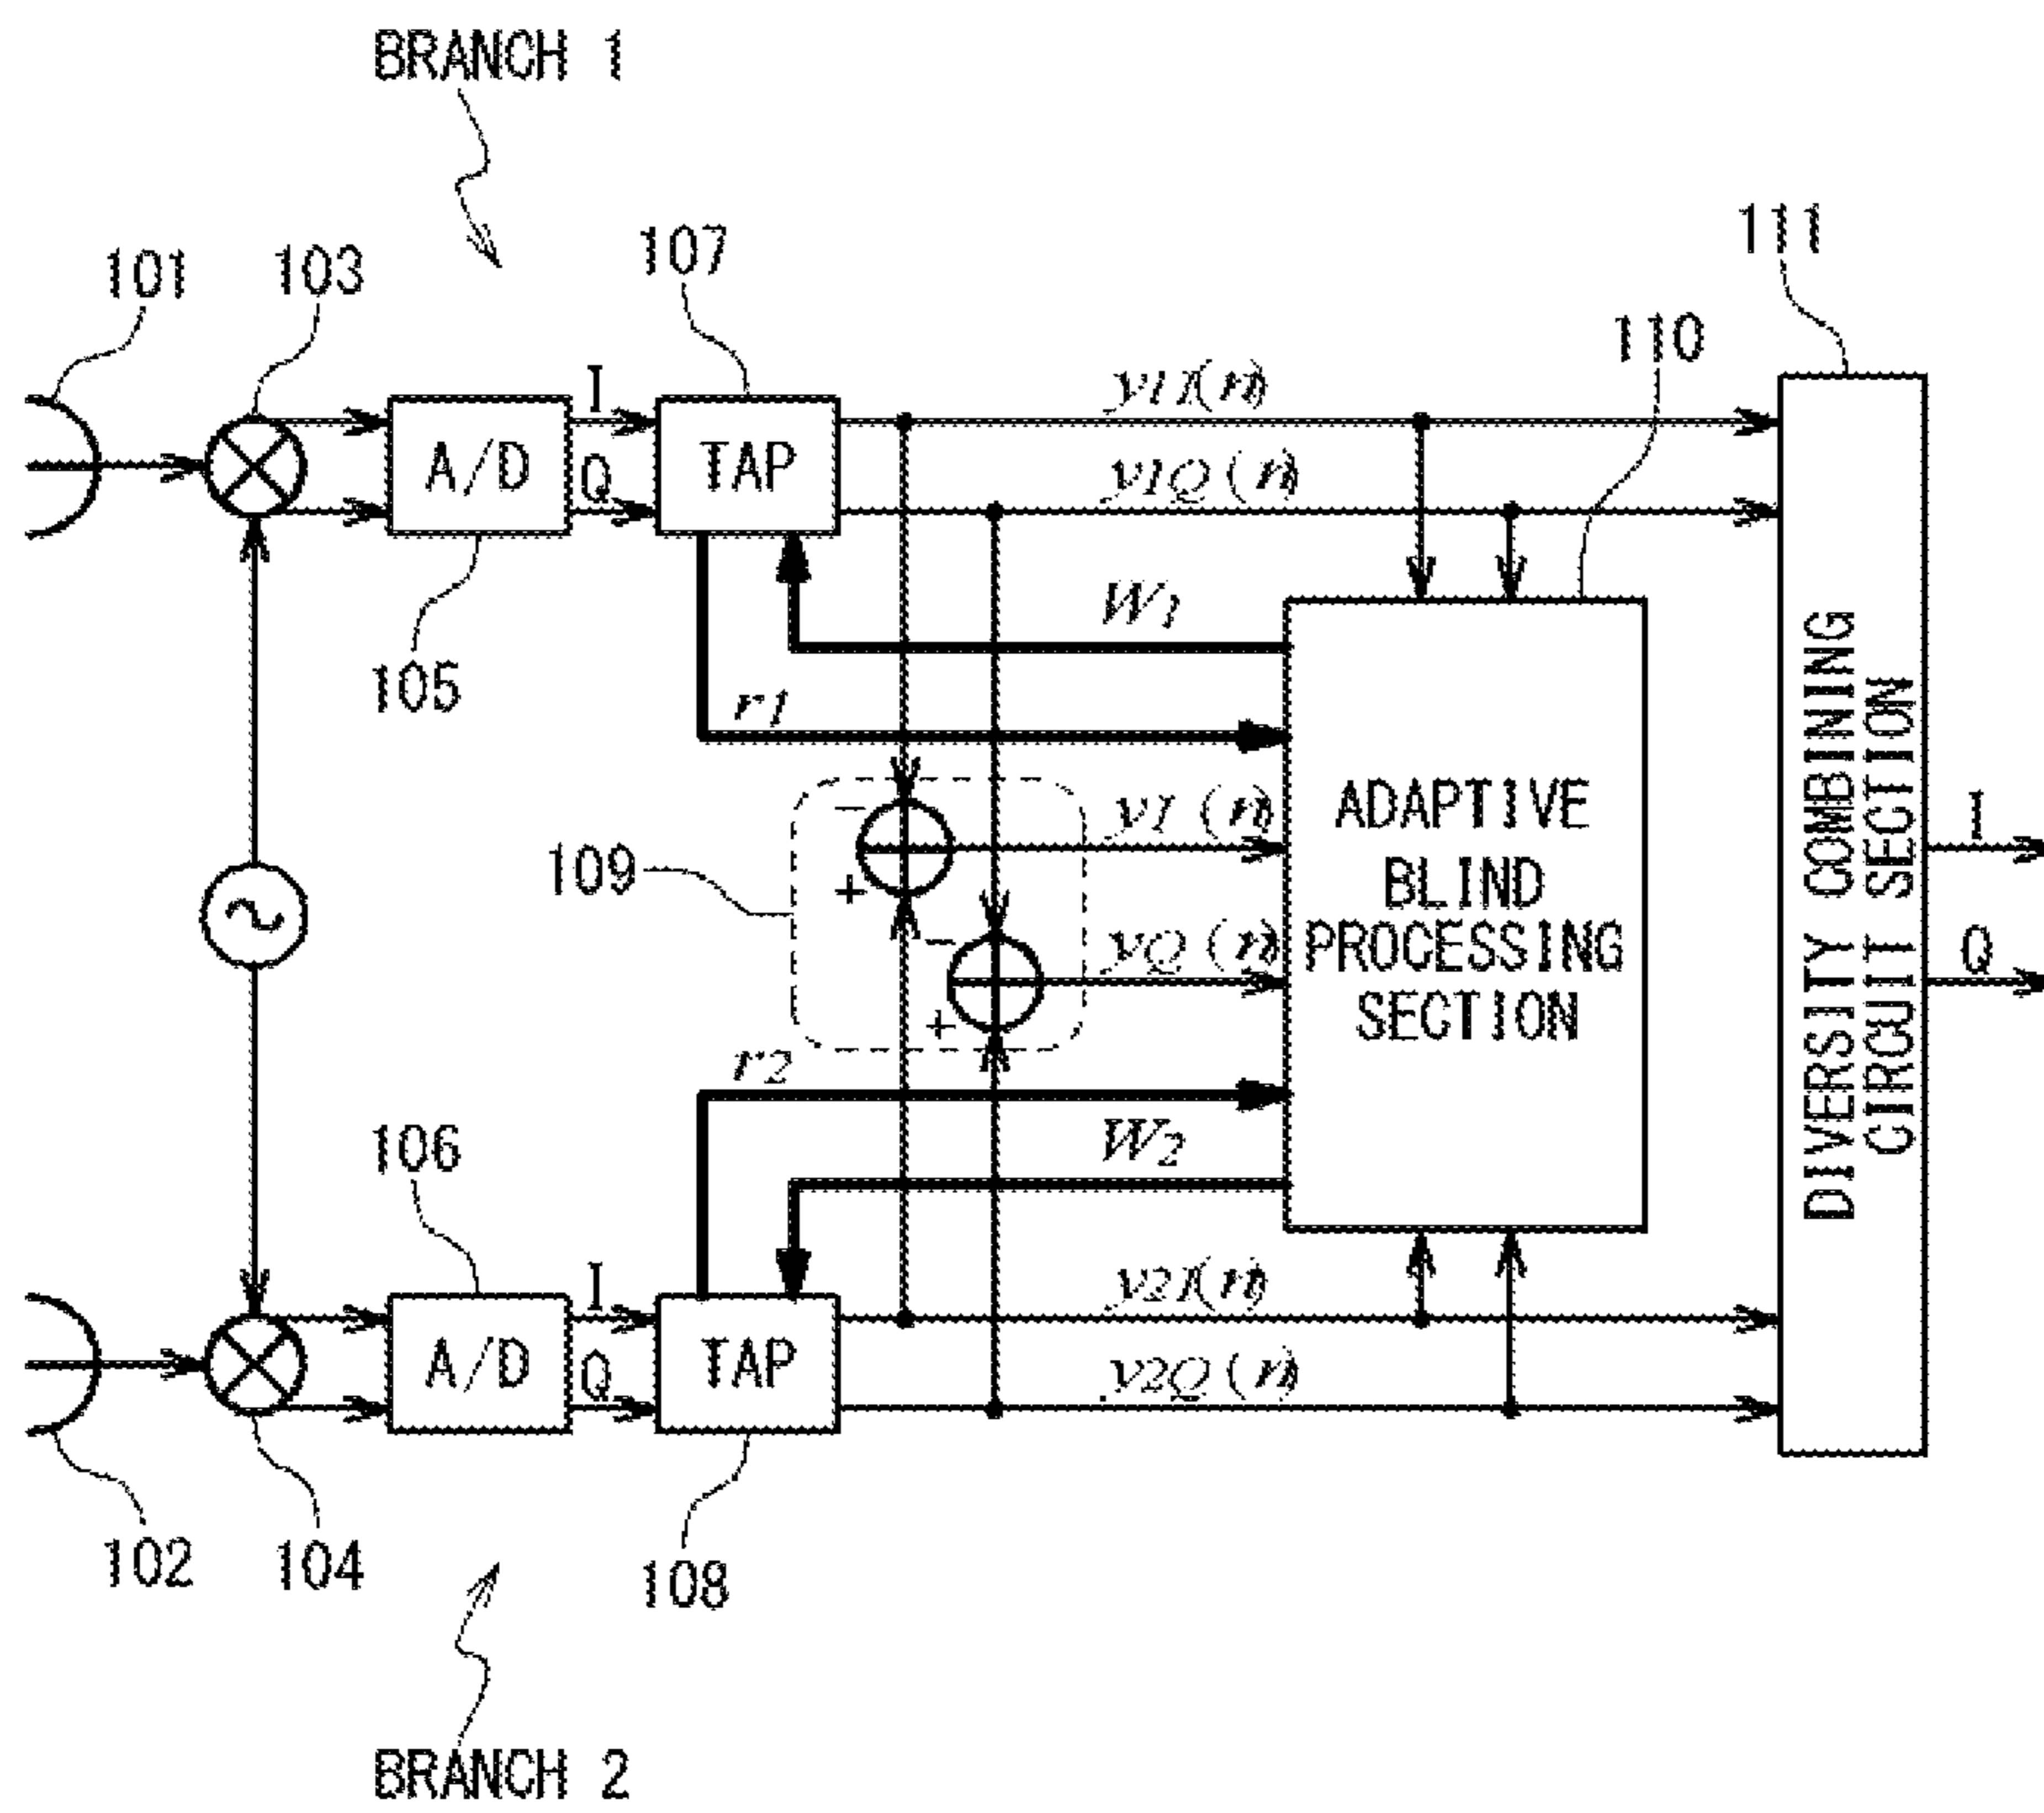 BRANCH 1
101
103
107
111
110
I
Q
A/D
TAP
y1I(n)
y1Q(n)
105
W1
r1
109
−
+
−
+
yI(n)
yQ(n)
ADAPTIVE
BLIND
PROCESSING
SECTION
DIVERSITY COMBINING
CIRCUIT SECTION
I
Q
r2
W2
106
I
Q
A/D
TAP
y2I(n)
y2Q(n)
102
104
108
BRANCH 2